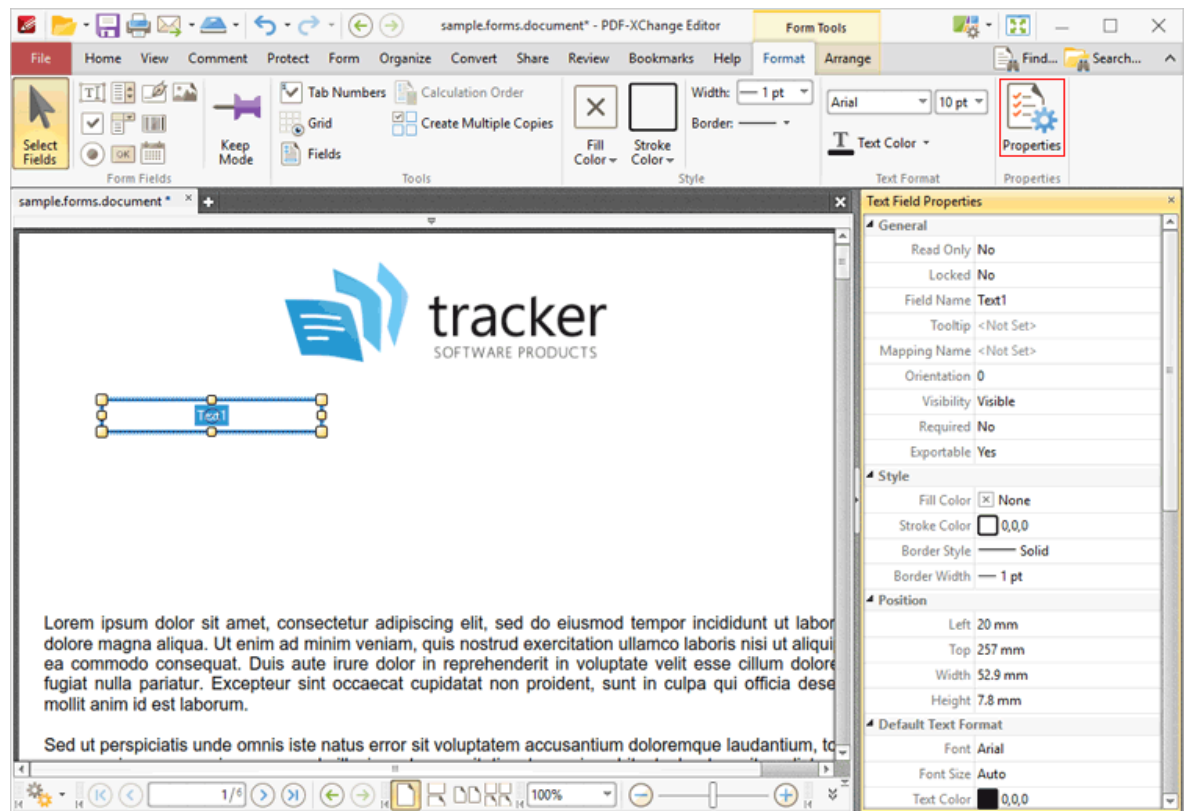 sample.forms.document* - PDF-XChange Editor
Form Tools
File Home View Comment Protect Form Organize Convert Share Review Bookmarks Help Format Arrange Find... Search...
Select Fields
OK
Form Fields
Keep Mode
Tab Numbers
Calculation Order
Grid
Create Multiple Copies
Fields
Tools
Fill Color
Stroke Color
Width: 1 pt
Border:
Style
Arial 10 pt
Text Color
Text Format
Properties
Properties
sample.forms.document *
tracker
SOFTWARE PRODUCTS
Text1
Lorem ipsum dolor sit amet, consectetur adipiscing elit, sed do eiusmod tempor incididunt ut labor
dolore magna aliqua. Ut enim ad minim veniam, quis nostrud exercitation ullamco laboris nisi ut aliqui
ea commodo consequat. Duis aute irure dolor in reprehenderit in voluptate velit esse cillum dolore
fugiat nulla pariatur. Excepteur sint occaecat cupidatat non proident, sunt in culpa qui officia dese
mollit anim id est laborum.
Sed ut perspiciatis unde omnis iste natus error sit voluptatem accusantium doloremque laudantium, to
1/6
100%
Text Field Properties
General
Read Only No
Locked No
Field Name Text1
Tooltip <Not Set>
Mapping Name <Not Set>
Orientation 0
Visibility Visible
Required No
Exportable Yes
Style
Fill Color None
Stroke Color 0,0,0
Border Style Solid
Border Width 1 pt
Position
Left 20 mm
Top 257 mm
Width 52.9 mm
Height 7.8 mm
Default Text Format
Font Arial
Font Size Auto
Text Color 0,0,0